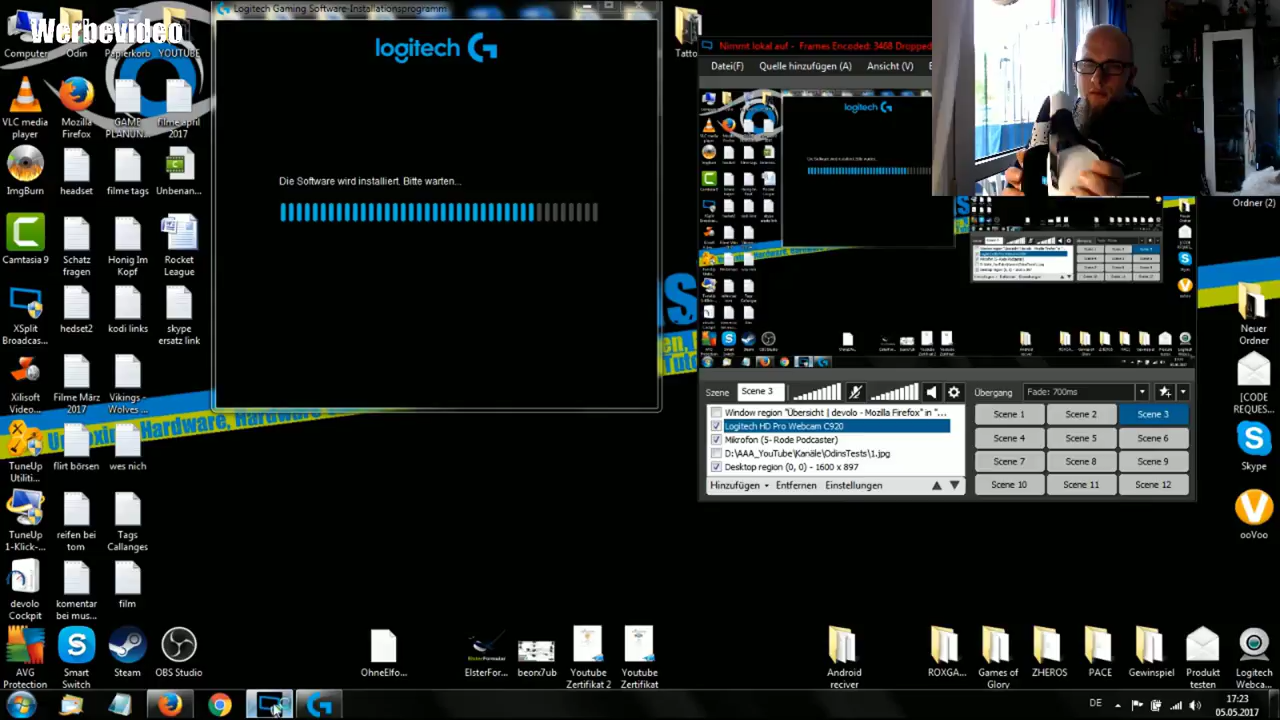 Werbevideo
Logitech Gaming Software-Installationsprogramm
logitech G
Die Software wird installiert. Bitte warten...
Computer
Odin
Papierkorb
YOUTUBE
VLC media player
Mozilla Firefox
GAME PLANUN...
filme april 2017
ImgBurn
headset
filme tags
Unbenan...
Camtasia 9
Schatz fragen
Honig Im Kopf
Rocket League
XSplit Broadcas...
hedset2
kodi links
skype ersatz link
Xilisoft Video...
Filme März 2017
Vikings - Wolves ...
TuneUp Utiliti...
flirt börsen
wes nich
TuneUp 1-Klick-...
reifen bei tom
Tags Callanges
devolo Cockpit
komentar bei mus...
film
AVG Protection
Smart Switch
Steam
OBS Studio
OhneElfo...
ElsterFor...
beonx7ub
Youtube Zertifikat 2
Youtube Zertifikat
Tatto
Nimmt lokal auf - Frames Encoded: 3468 Dropped
Datei(F)
Quelle hinzufügen (A)
Ansicht (V)
Szene
Scene 3
Übergang
Fade: 700ms
Window region "Übersicht | devolo - Mozilla Firefox" in "...
Logitech HD Pro Webcam C920
Mikrofon (5- Rode Podcaster)
D:\AAA_YouTube\Kanäle\OdinsTests\1.jpg
Desktop region (0, 0) - 1600 x 897
Hinzufügen
Entfernen
Einstellungen
Scene 1
Scene 2
Scene 3
Scene 4
Scene 5
Scene 6
Scene 7
Scene 8
Scene 9
Scene 10
Scene 11
Scene 12
Ordner (2)
Neuer Ordner
[CODE REQUES...
Skype
ooVoo
Android reciver
ROXGA...
Games of Glory
ZHEROS
PACE
Gewinspiel
Produkt testen
Logitech Webca...
DE
17:23
05.05.2017